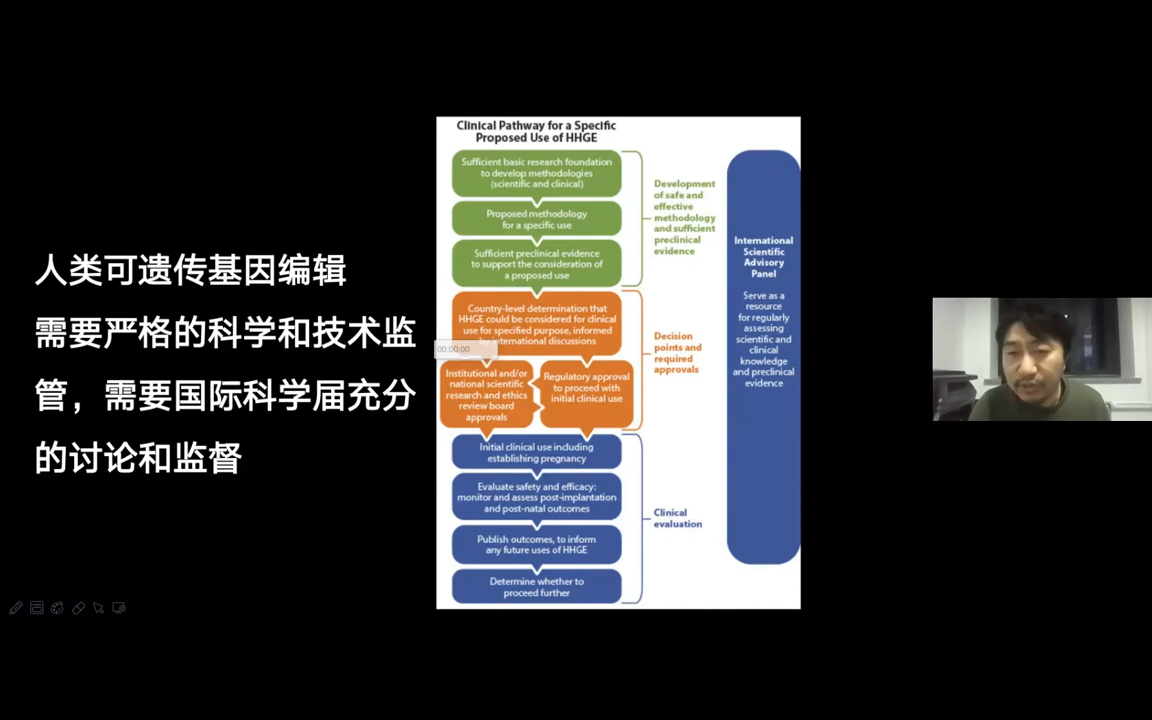 人类可遗传基因编辑
需要严格的科学和技术监
管，需要国际科学届充分
的讨论和监督
Clinical Pathway for a Specific
Proposed Use of HHGE
Sufficient basic research foundation
to develop methodologies
(scientific and clinical)
Proposed methodology
for a specific use
Sufficient preclinical evidence
to support the consideration of
a proposed use
Development
of safe and
effective
methodology
and sufficient
preclinical
evidence
Country-level determination that
HHGE could be considered for clinical
use for specified purpose, informed
by international discussions
00:00:00
Institutional and/or
national scientific
research and ethics
review board
approvals
Regulatory approval
to proceed with
initial clinical use
Decision
points and
required
approvals
Initial clinical use including
establishing pregnancy
Evaluate safety and efficacy:
monitor and assess post-implantation
and post-natal outcomes
Publish outcomes, to inform
any future uses of HHGE
Determine whether to
proceed further
Clinical
evaluation
International
Scientific
Advisory
Panel
Serve as a
resource
for regularly
assessing
scientific and
clinical
knowledge
and preclinical
evidence